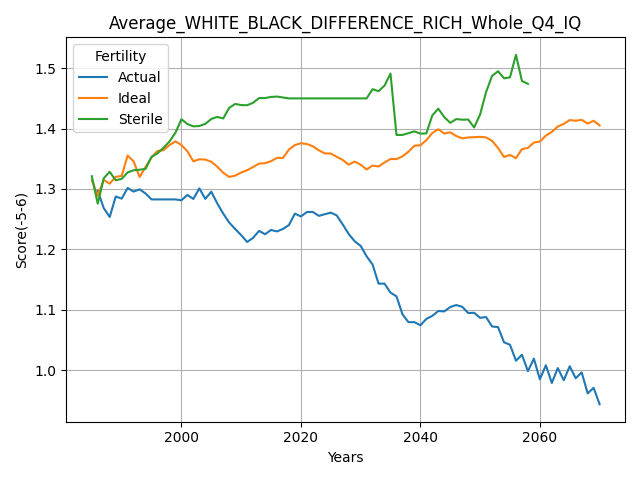 Average_WHITE_BLACK_DIFFERENCE_RICH_Whole_Q4_IQ
Fertility
Actual
Ideal
Sterile
Score(-5-6)
1.5
1.4
1.3
1.2
1.1
1.0
2000
2020
2040
2060
Years